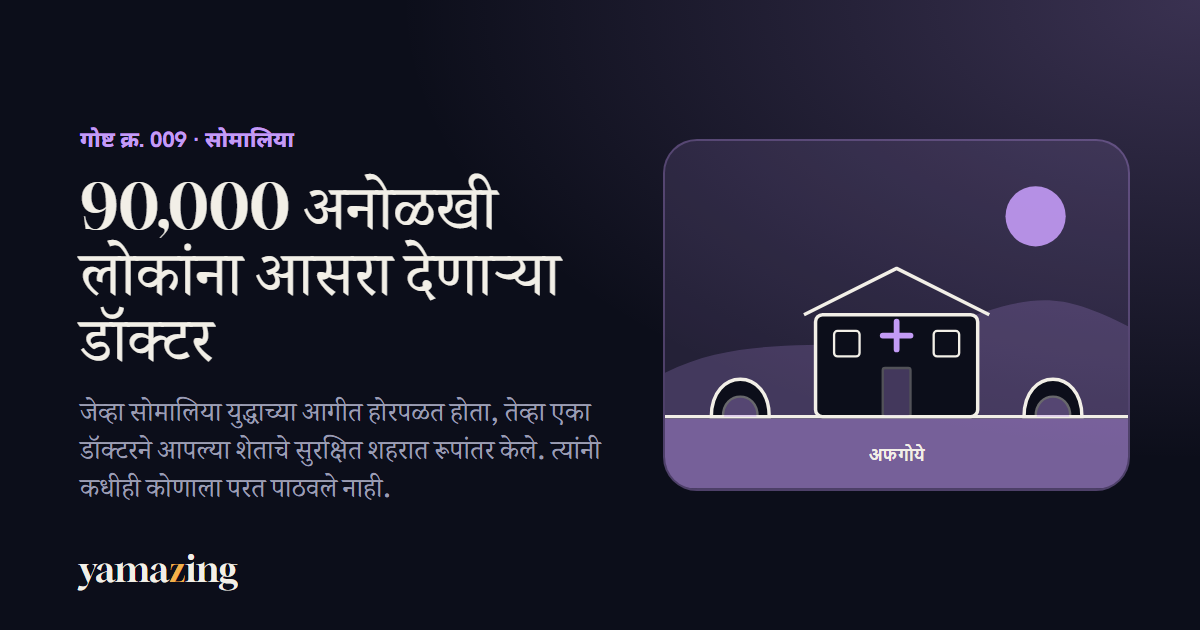 गोष्ट क्र. 009 · सोमालिया
90,000 अनोळखी
लोकांना आसरा देणाऱ्या
डॉक्टर
जेव्हा सोमालिया युद्धाच्या आगीत होरपळत होता, तेव्हा एका
डॉक्टरने आपल्या शेताचे सुरक्षित शहरात रूपांतर केले. त्यांनी
कधीही कोणाला परत पाठवले नाही.
अफगोये
yamazing